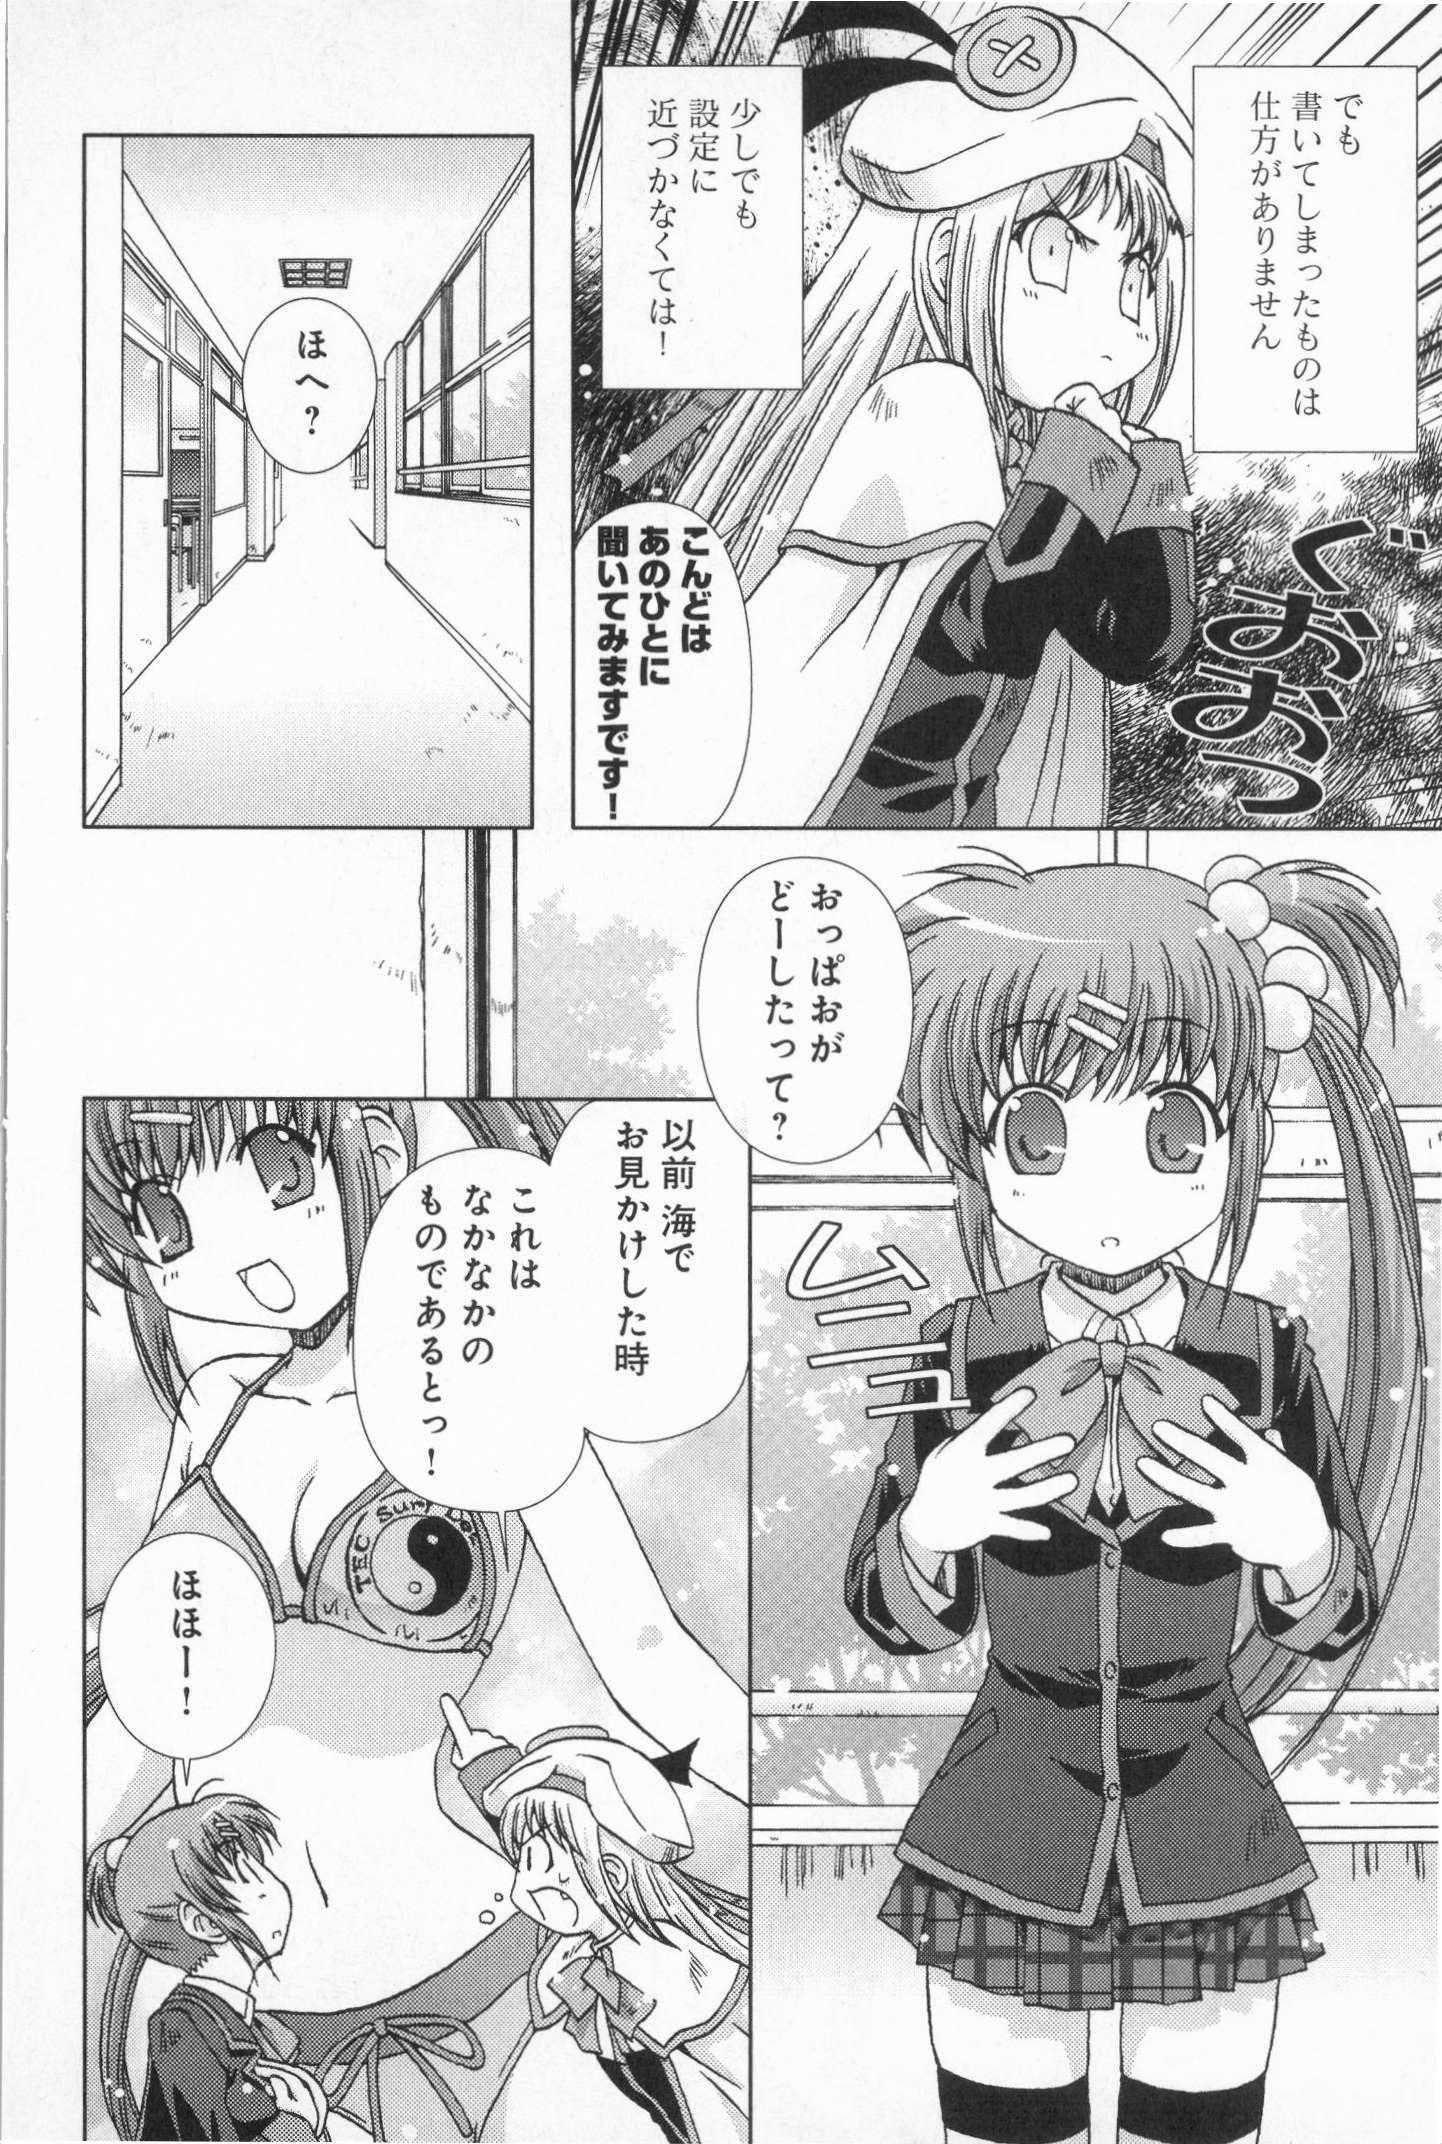 でも
書いてしまったものは
仕方がありません
少しでも
設定に
近づかなくては！
ぐおおおっ
こんどは
あのひとに
聞いてみますです！
ほへ？
おっぱおが
どーしたって？
以前 海で
お見かけした時
これは
なかなかの
ものであるとっ！
ほほー！